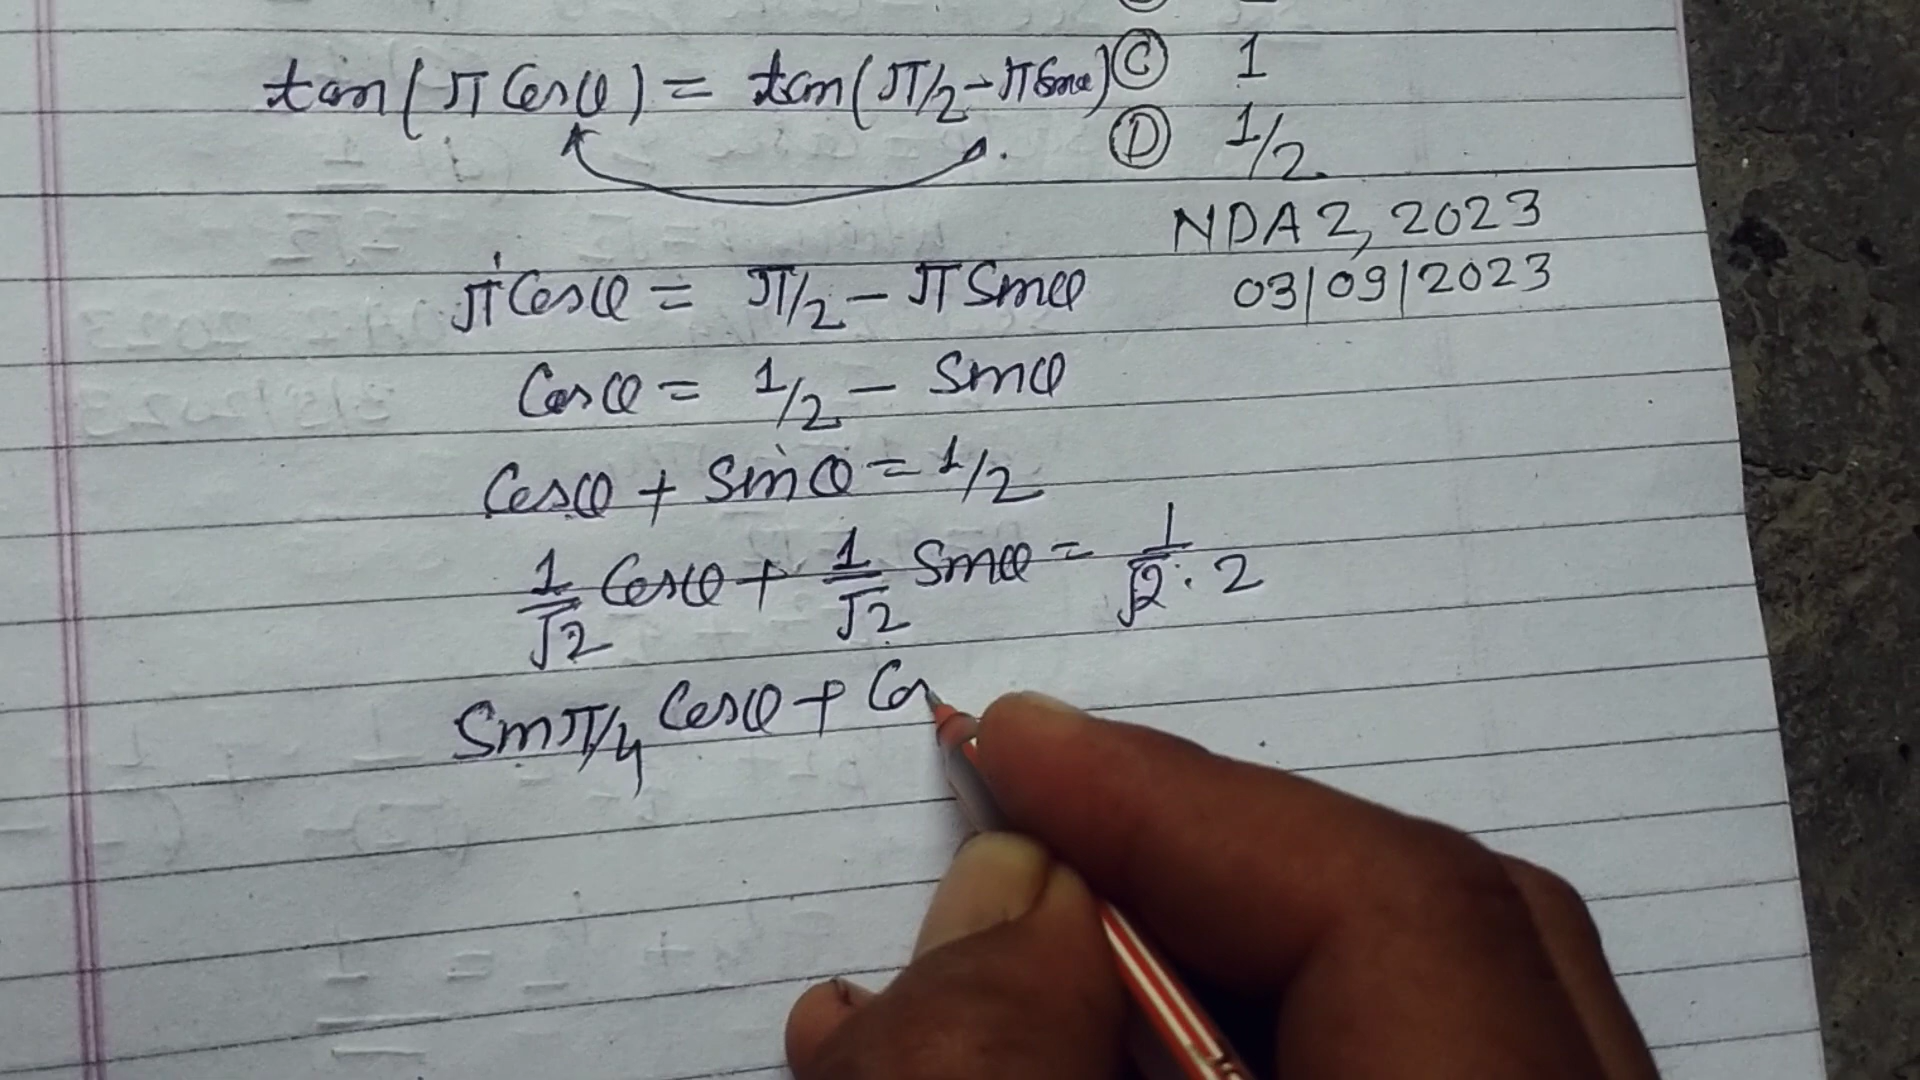 tan(π Cosθ) = tan(π/2 - π Sinθ)
Ⓒ 1
Ⓓ 1/2
NDA 2, 2023
03/09/2023
π Cosθ = π/2 - π Sinθ
Cosθ = 1/2 - Sinθ
Cosθ + Sinθ = 1/2
1/√2 Cosθ + 1/√2 Sinθ = 1/√2.2
Sinπ/4 Cosθ + Cos